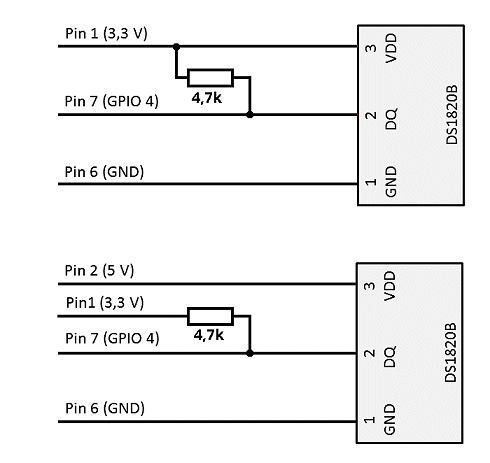 Pin 1 (3,3 V)
3
VDD
4,7k
Pin 7 (GPIO 4)
2
DQ
DS1820B
Pin 6 (GND)
1
GND
Pin 2 (5 V)
3
VDD
Pin1 (3,3 V)
4,7k
Pin 7 (GPIO 4)
2
DQ
DS1820B
Pin 6 (GND)
1
GND